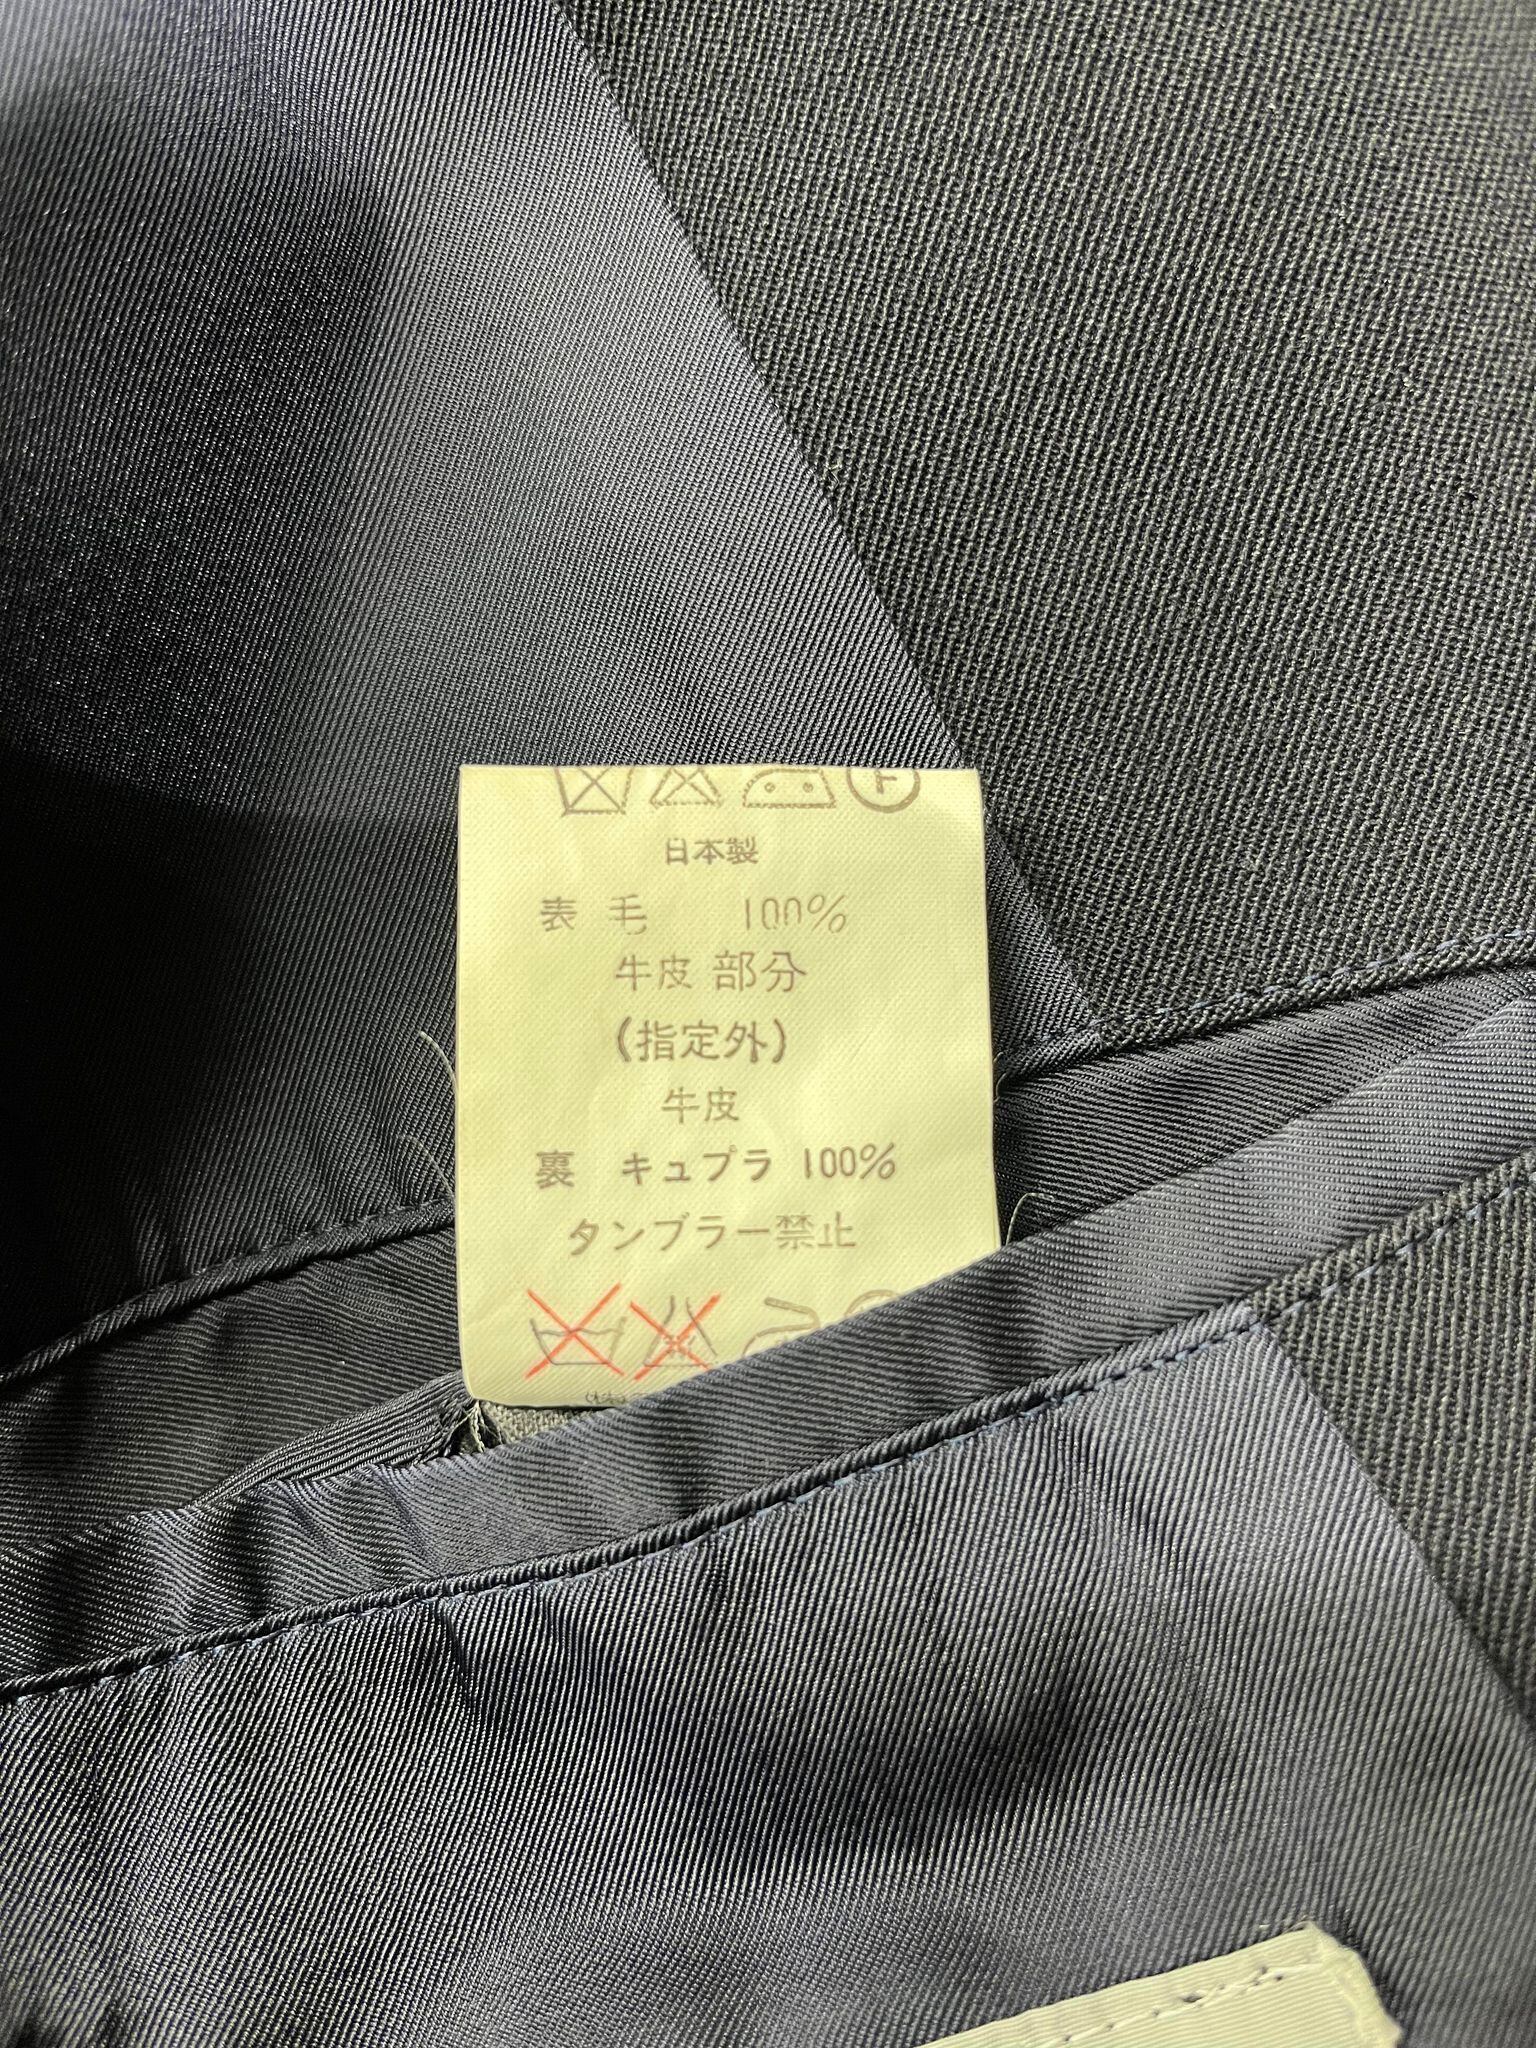 日本製
表 毛 100%
牛皮 部分
(指定外)
牛皮
裏 キュプラ 100%
タンブラー禁止